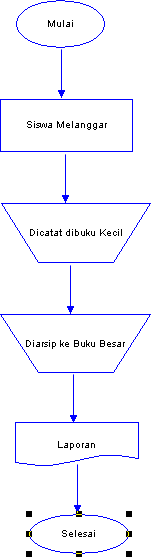 Mulai
Siswa Melanggar
Dicatat dibuku Kecil
Diarsip ke Buku Besar
Laporan
Selesai